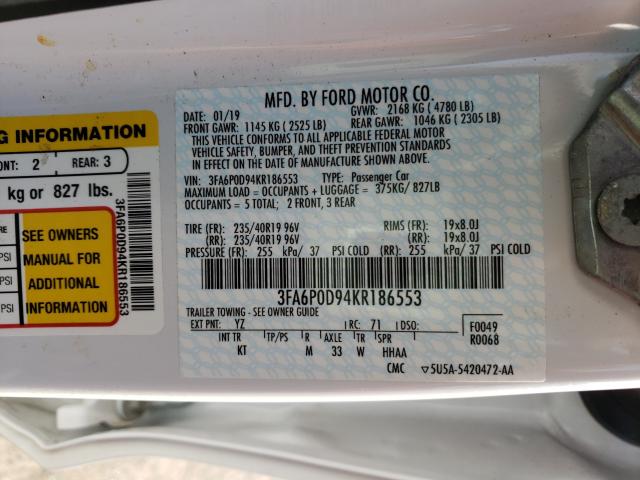 MFD. BY FORD MOTOR CO.
DATE: 01/19 GVWR: 2168 KG ( 4780 LB)
FRONT GAWR: 1145 KG ( 2525 LB) REAR GAWR: 1046 KG ( 2305 LB)
THIS VEHICLE CONFORMS TO ALL APPLICABLE FEDERAL MOTOR
VEHICLE SAFETY, BUMPER, AND THEFT PREVENTION STANDARDS
IN EFFECT ON THE DATE OF MANUFACTURE SHOWN ABOVE.
VIN: 3FA6P0D94KR186553 TYPE: Passenger Car
MAXIMUM LOAD = OCCUPANTS + LUGGAGE = 375KG/ 827LB
OCCUPANTS = 5 TOTAL; 2 FRONT, 3 REAR
TIRE (FR): 235/40R19 96V RIMS (FR): 19x8.0J
(RR): 235/40R19 96V (RR): 19x8.0J
PRESSURE (FR): 255 kPa/ 37 PSI COLD (RR): 255 kPa/ 37 PSI COLD
3FA6P0D94KR186553
TRAILER TOWING - SEE OWNER GUIDE
EXT PNT: YZ RC: 71 DSO: F0049
R0068
INT TR TP/PS R AXLE TR SPR
KT M 33 W HHAA
CMC ▽5U5A-5420472-AA
INFORMATION
2 REAR: 3
kg or 827 lbs.
SEE OWNERS
MANUAL FOR
ADDITIONAL
INFORMATION
PSI
PSI
3FA6P0D94KR186553